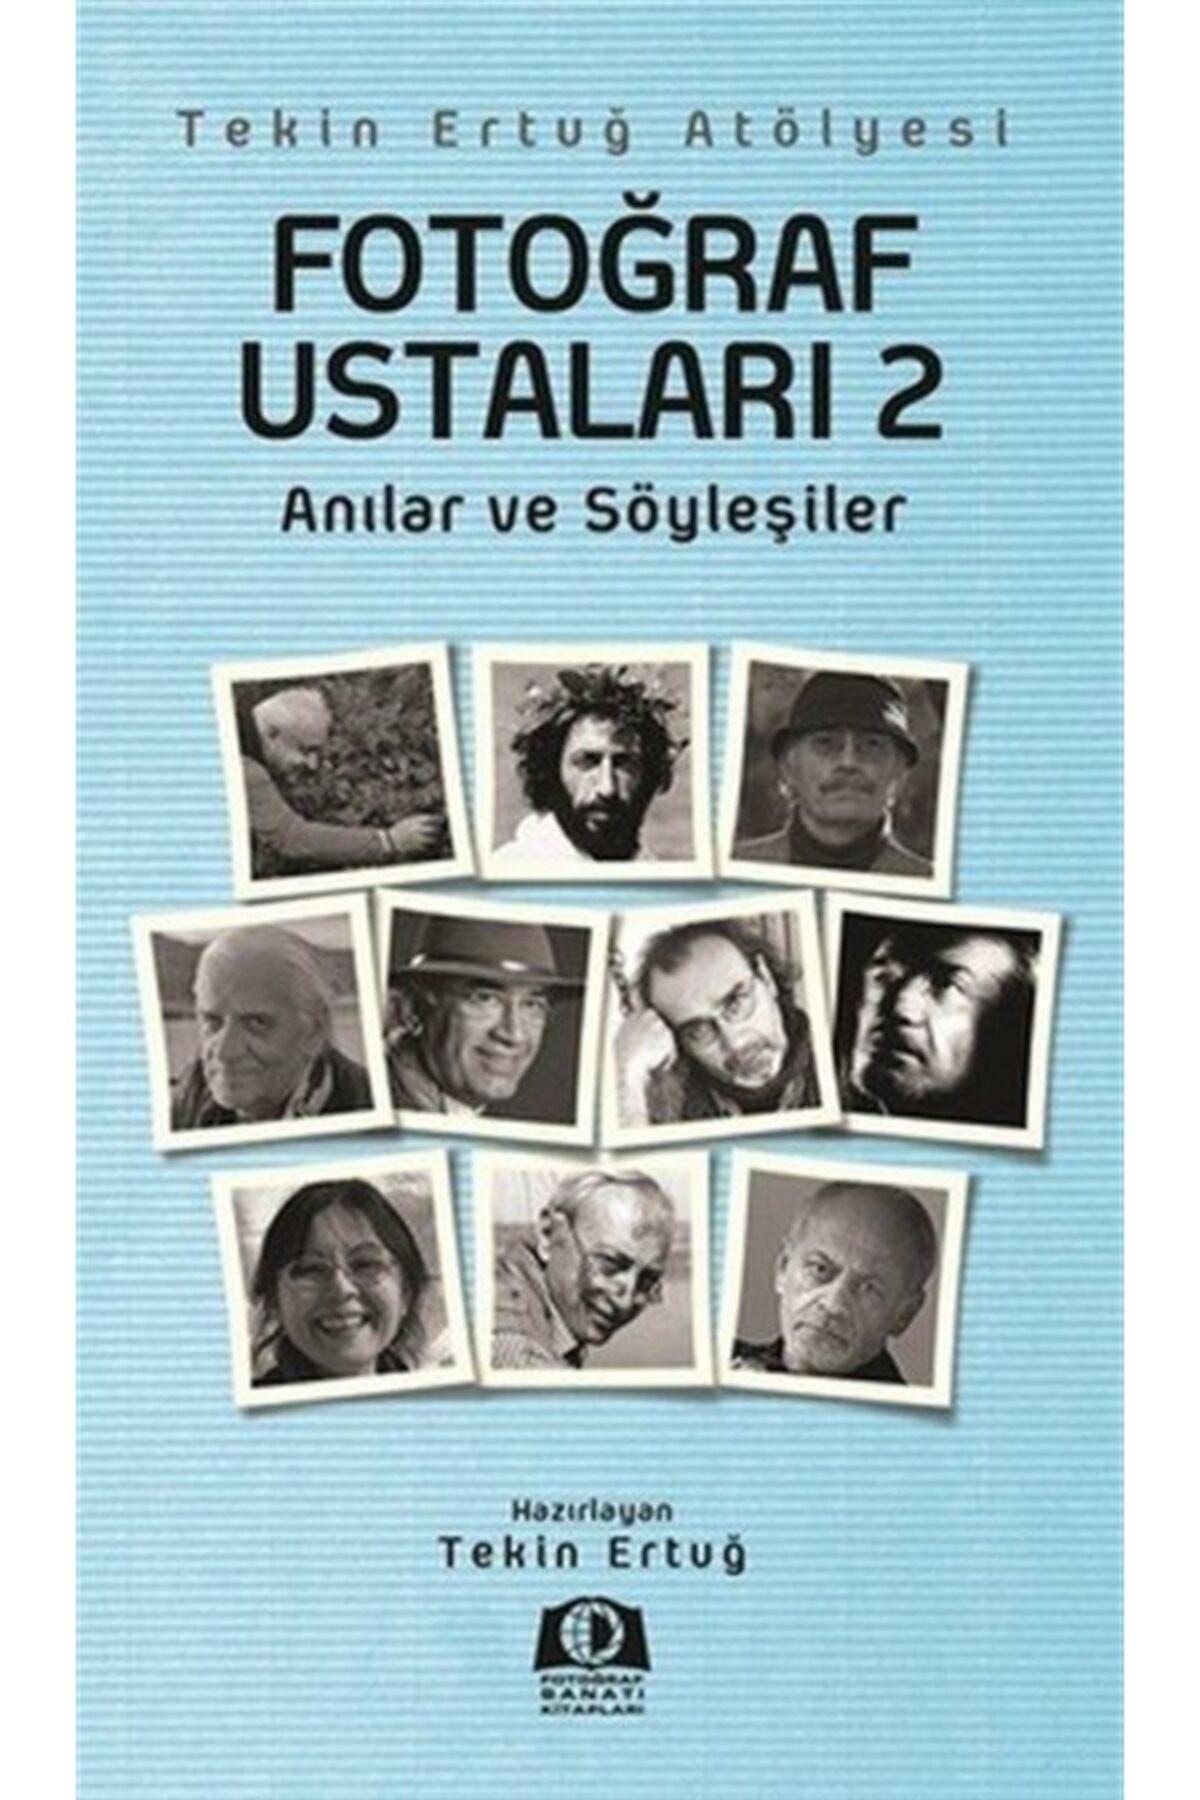 Tekin Ertuğ Atölyesi
FOTOĞRAF
USTALARI 2
Anılar ve Söyleşiler
Hazırlayan
Tekin Ertuğ
FOTOĞRAF
SANATI
KİTAPLARI